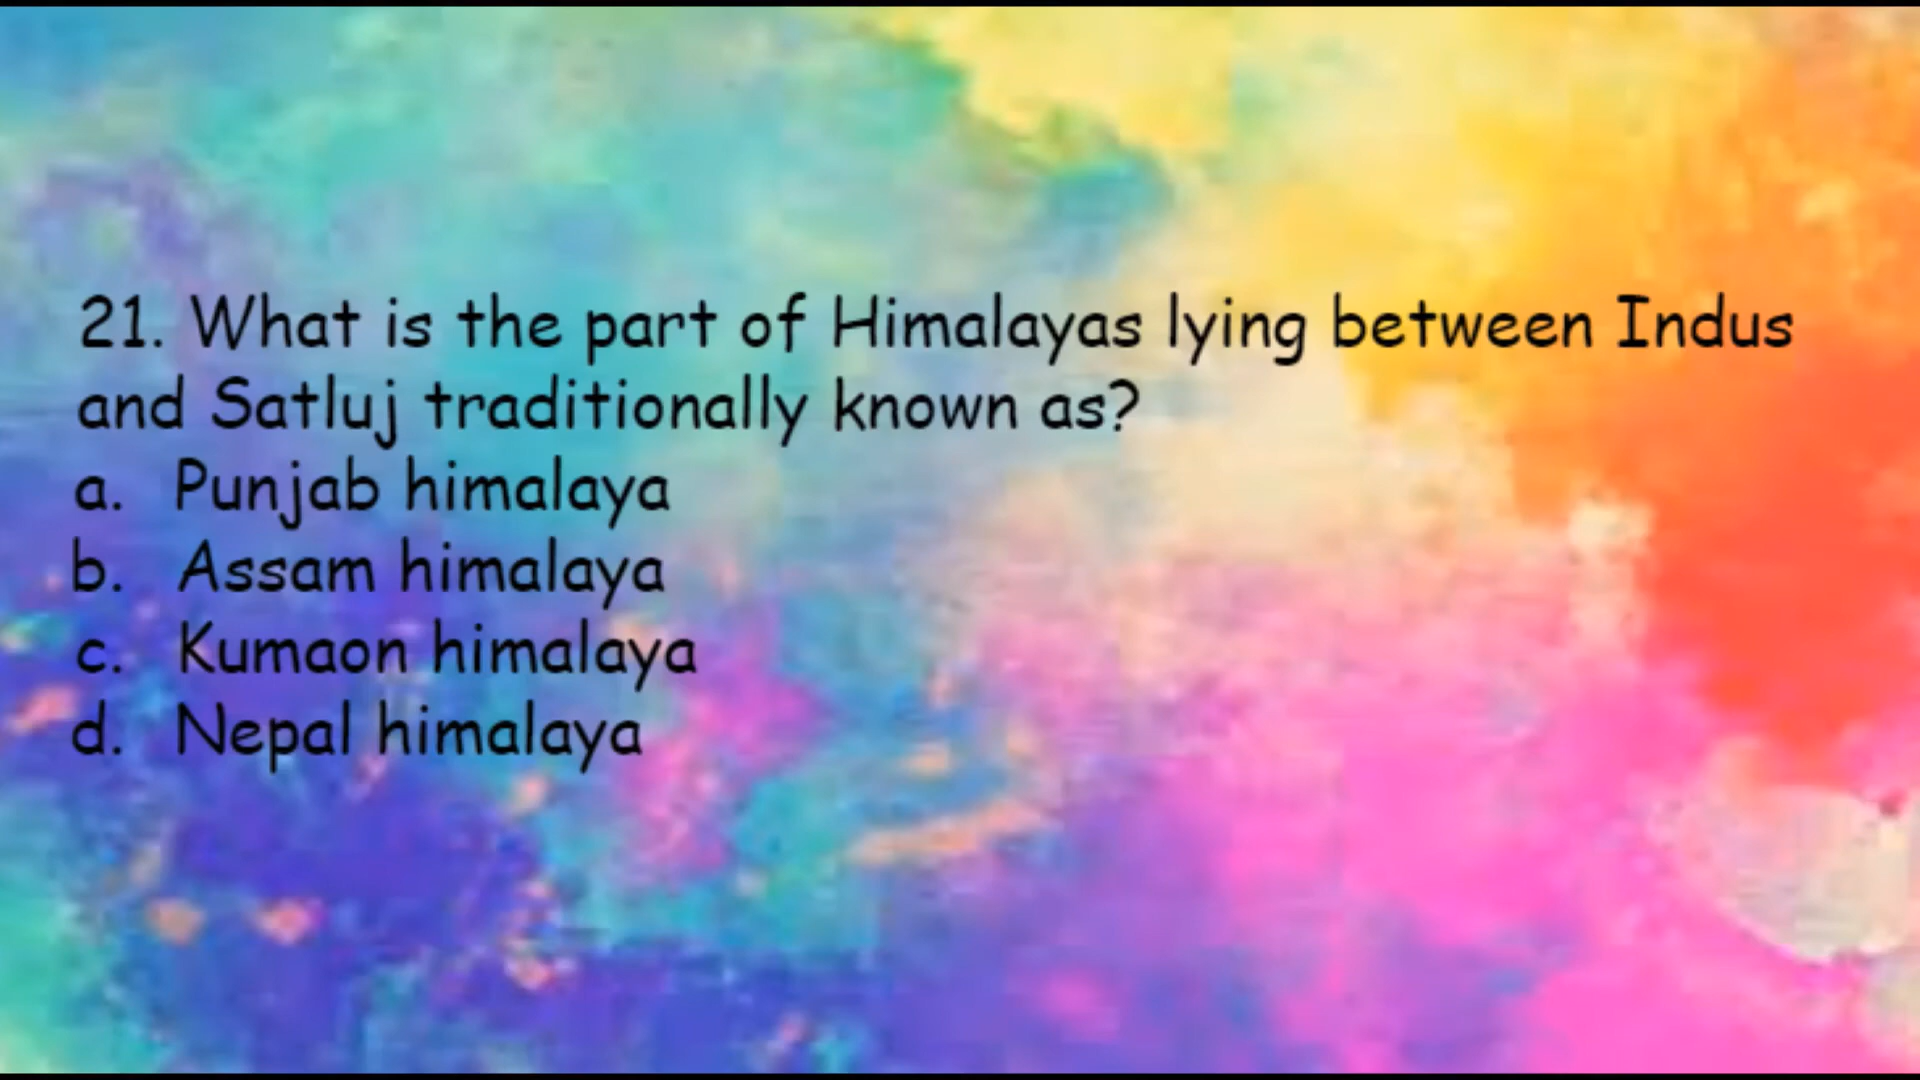 21. What is the part of Himalayas lying between Indus
and Satluj traditionally known as?
a. Punjab himalaya
b. Assam himalaya
c. Kumaon himalaya
d. Nepal himalaya